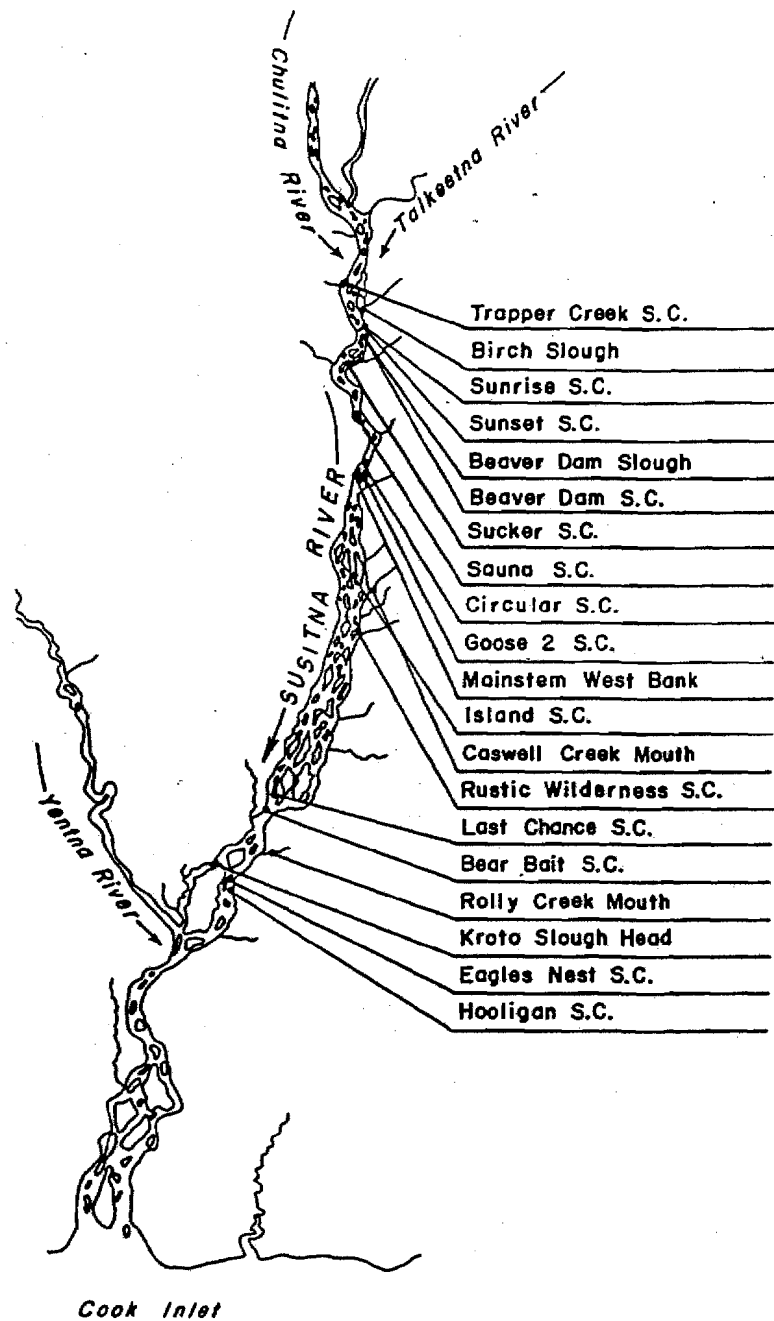 Chulitna River
Talkeetna River
Trapper Creek S.C.
Birch Slough
Sunrise S.C.
Sunset S.C.
Beaver Dam Slough
Beaver Dam S.C.
Sucker S.C.
Sauna S.C.
Circular S.C.
Goose 2 S.C.
Mainstem West Bank
Island S.C.
Caswell Creek Mouth
Rustic Wilderness S.C.
Last Chance S.C.
Bear Bait S.C.
Rolly Creek Mouth
Kroto Slough Head
Eagles Nest S.C.
Hooligan S.C.
SUSITNA RIVER
Yentna River
Cook Inlet